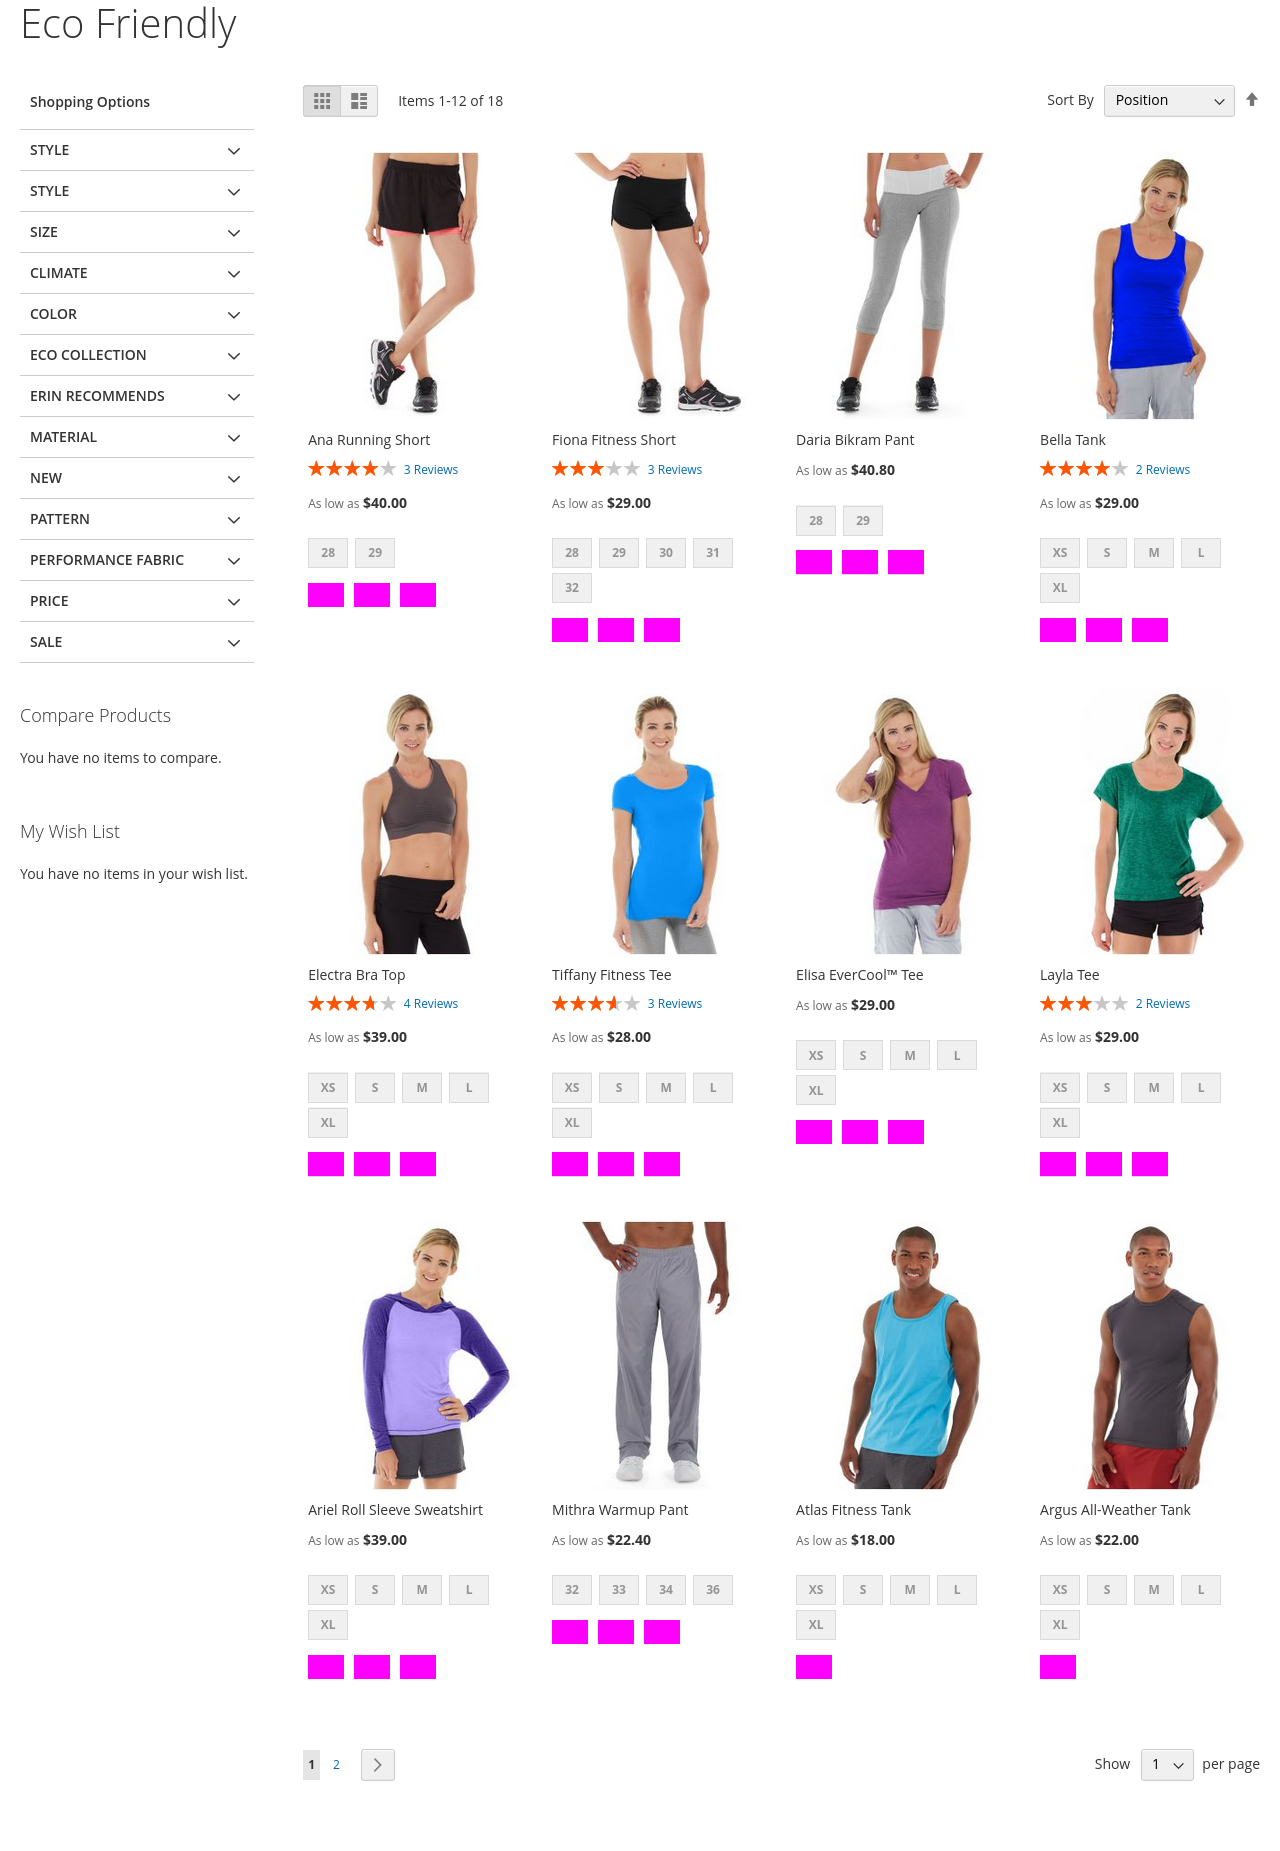 Eco Friendly
Shopping Options
STYLE
STYLE
SIZE
CLIMATE
COLOR
ECO COLLECTION
ERIN RECOMMENDS
MATERIAL
NEW
PATTERN
PERFORMANCE FABRIC
PRICE
SALE
Compare Products
You have no items to compare.
My Wish List
You have no items in your wish list.
Items 1-12 of 18
Sort By Position
Ana Running Short
3 Reviews
As low as $40.00
28 29
Fiona Fitness Short
3 Reviews
As low as $29.00
28 29 30 31
32
Daria Bikram Pant
As low as $40.80
28 29
Bella Tank
2 Reviews
As low as $29.00
XS S M L
XL
Electra Bra Top
4 Reviews
As low as $39.00
XS S M L
XL
Tiffany Fitness Tee
3 Reviews
As low as $28.00
XS S M L
XL
Elisa EverCool™ Tee
As low as $29.00
XS S M L
XL
Layla Tee
2 Reviews
As low as $29.00
XS S M L
XL
Ariel Roll Sleeve Sweatshirt
As low as $39.00
XS S M L
XL
Mithra Warmup Pant
As low as $22.40
32 33 34 36
Atlas Fitness Tank
As low as $18.00
XS S M L
XL
Argus All-Weather Tank
As low as $22.00
XS S M L
XL
1 2
Show 1 per page